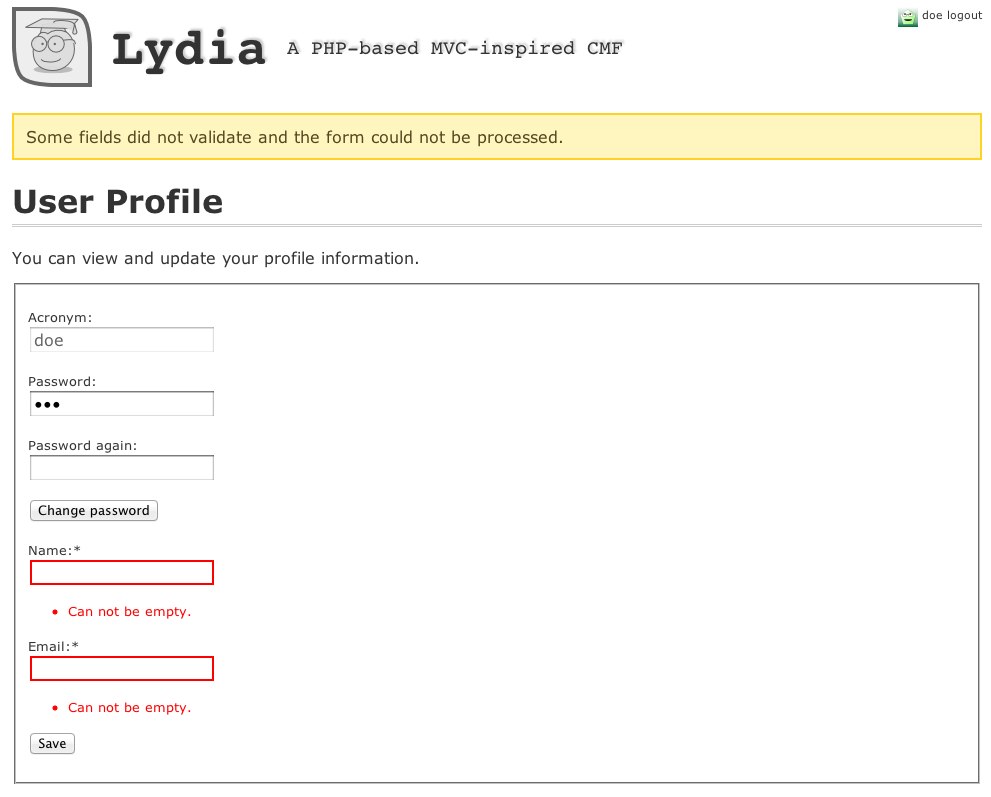 doe logout
Lydia A PHP-based MVC-inspired CMF
Some fields did not validate and the form could not be processed.
User Profile
You can view and update your profile information.
Acronym:
doe
Password:
•••
Password again:
Change password
Name:*
• Can not be empty.
Email:*
• Can not be empty.
Save